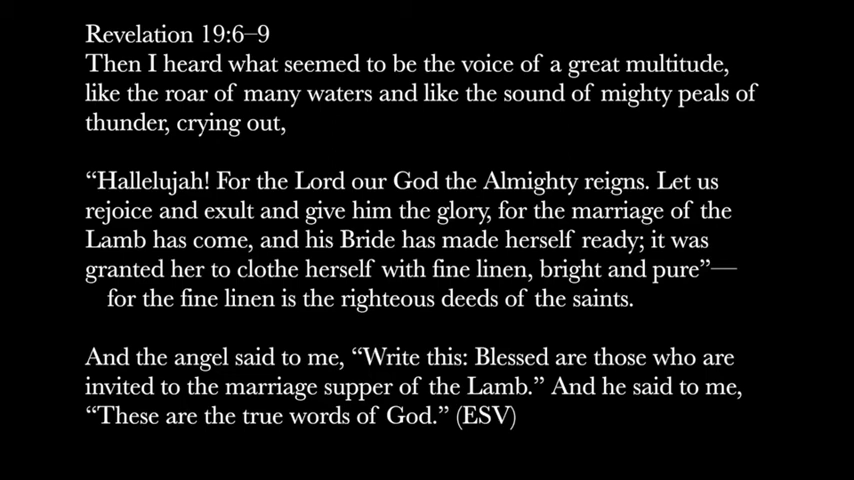 Revelation 19:6–9
Then I heard what seemed to be the voice of a great multitude,
like the roar of many waters and like the sound of mighty peals of
thunder, crying out,
“Hallelujah! For the Lord our God the Almighty reigns. Let us
rejoice and exult and give him the glory, for the marriage of the
Lamb has come, and his Bride has made herself ready; it was
granted her to clothe herself with fine linen, bright and pure”—
for the fine linen is the righteous deeds of the saints.
And the angel said to me, “Write this: Blessed are those who are
invited to the marriage supper of the Lamb.” And he said to me,
“These are the true words of God.” (ESV)